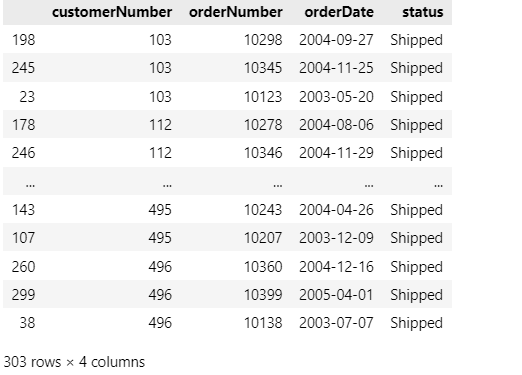 customerNumber orderNumber orderDate status
198 103 10298 2004-09-27 Shipped
245 103 10345 2004-11-25 Shipped
23 103 10123 2003-05-20 Shipped
178 112 10278 2004-08-06 Shipped
246 112 10346 2004-11-29 Shipped
... ... ... ... ...
143 495 10243 2004-04-26 Shipped
107 495 10207 2003-12-09 Shipped
260 496 10360 2004-12-16 Shipped
299 496 10399 2005-04-01 Shipped
38 496 10138 2003-07-07 Shipped
303 rows × 4 columns